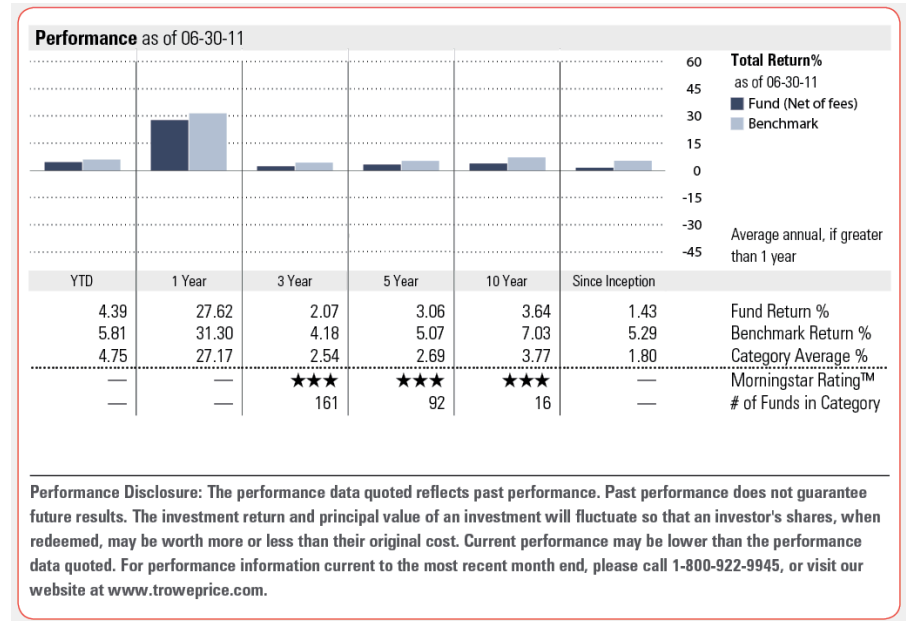 Performance as of 06-30-11
60
45
30
15
0
-15
-30
-45
Total Return%
as of 06-30-11
Fund (Net of fees)
Benchmark
Average annual, if greater
than 1 year
YTD 1 Year 3 Year 5 Year 10 Year Since Inception
4.39 27.62 2.07 3.06 3.64 1.43 Fund Return %
5.81 31.30 4.18 5.07 7.03 5.29 Benchmark Return %
4.75 27.17 2.54 2.69 3.77 1.80 Category Average %
— — ★★★ ★★★ ★★★ — Morningstar Rating™
— — 161 92 16 — # of Funds in Category
Performance Disclosure: The performance data quoted reflects past performance. Past performance does not guarantee
future results. The investment return and principal value of an investment will fluctuate so that an investor's shares, when
redeemed, may be worth more or less than their original cost. Current performance may be lower than the performance
data quoted. For performance information current to the most recent month end, please call 1-800-922-9945, or visit our
website at www.troweprice.com.